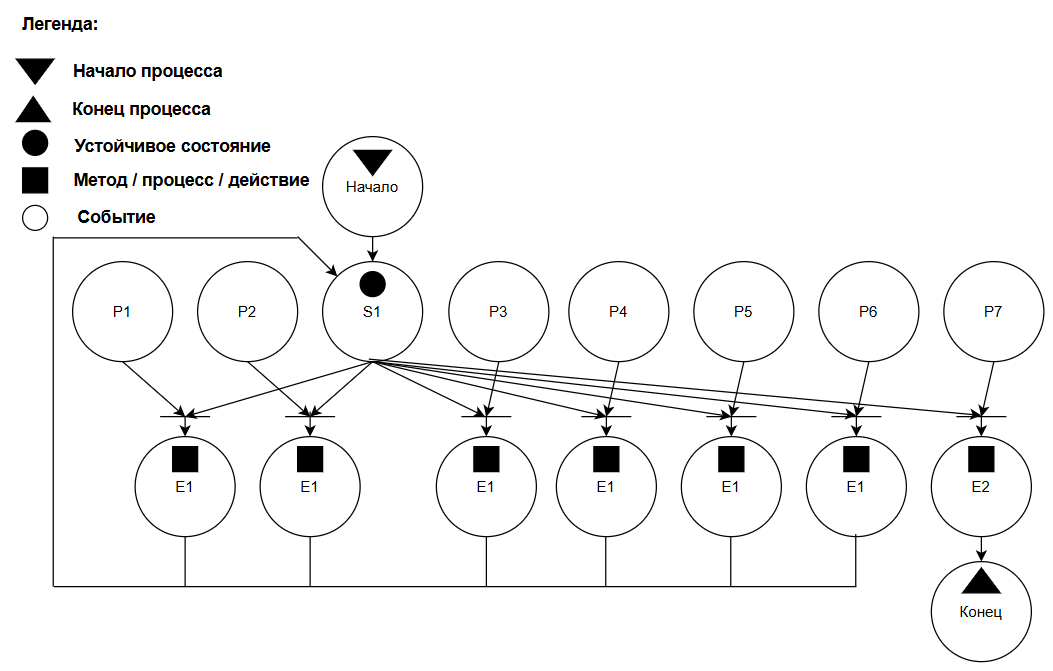 Легенда:
Начало процесса
Конец процесса
Устойчивое состояние
Метод / процесс / действие
Событие
Начало
P1
P2
S1
P3
P4
P5
P6
P7
E1
E1
E1
E1
E1
E1
E2
Конец